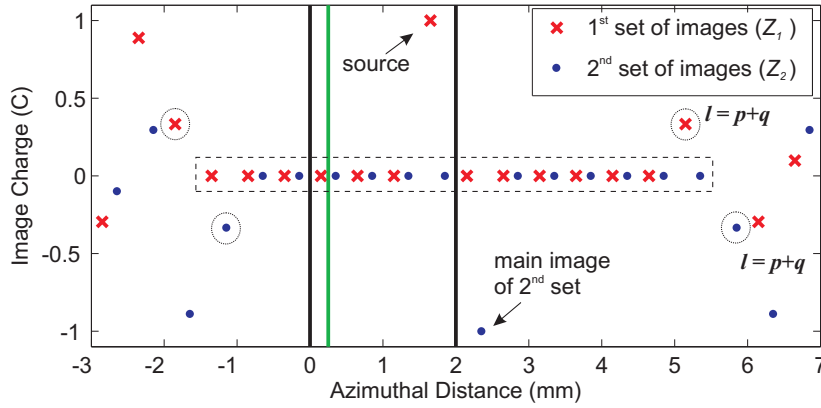 1
0.5
0
-0.5
-1
-3
-2
-1
0
1
2
3
4
5
6
7
Image Charge (C)
Azimuthal Distance (mm)
source
1st set of images (Z1)
2nd set of images (Z2)
l = p+q
l = p+q
main image
of 2nd set